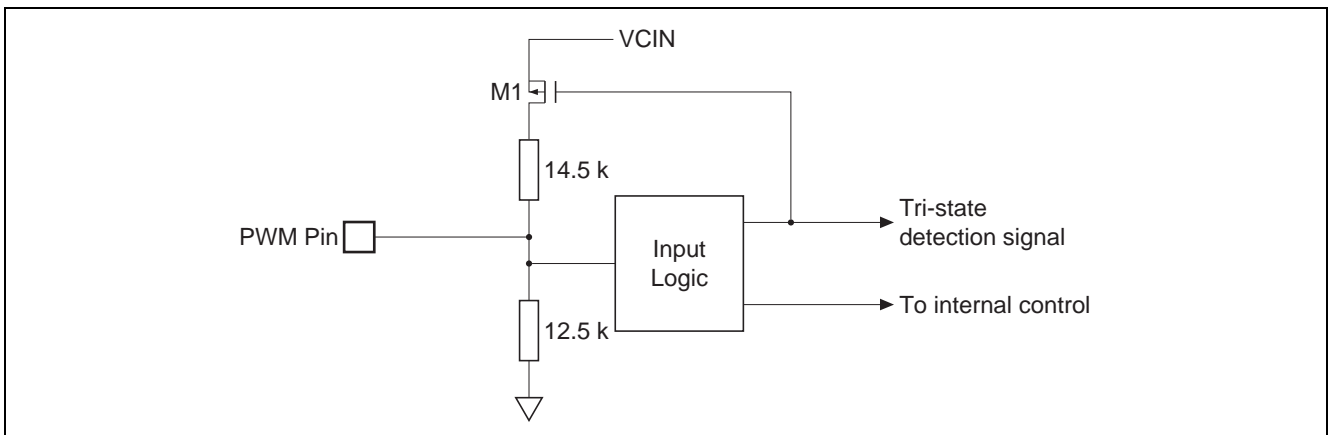 VCIN
M1
14.5 k
PWM Pin
Input
Logic
Tri-state
detection signal
To internal control
12.5 k